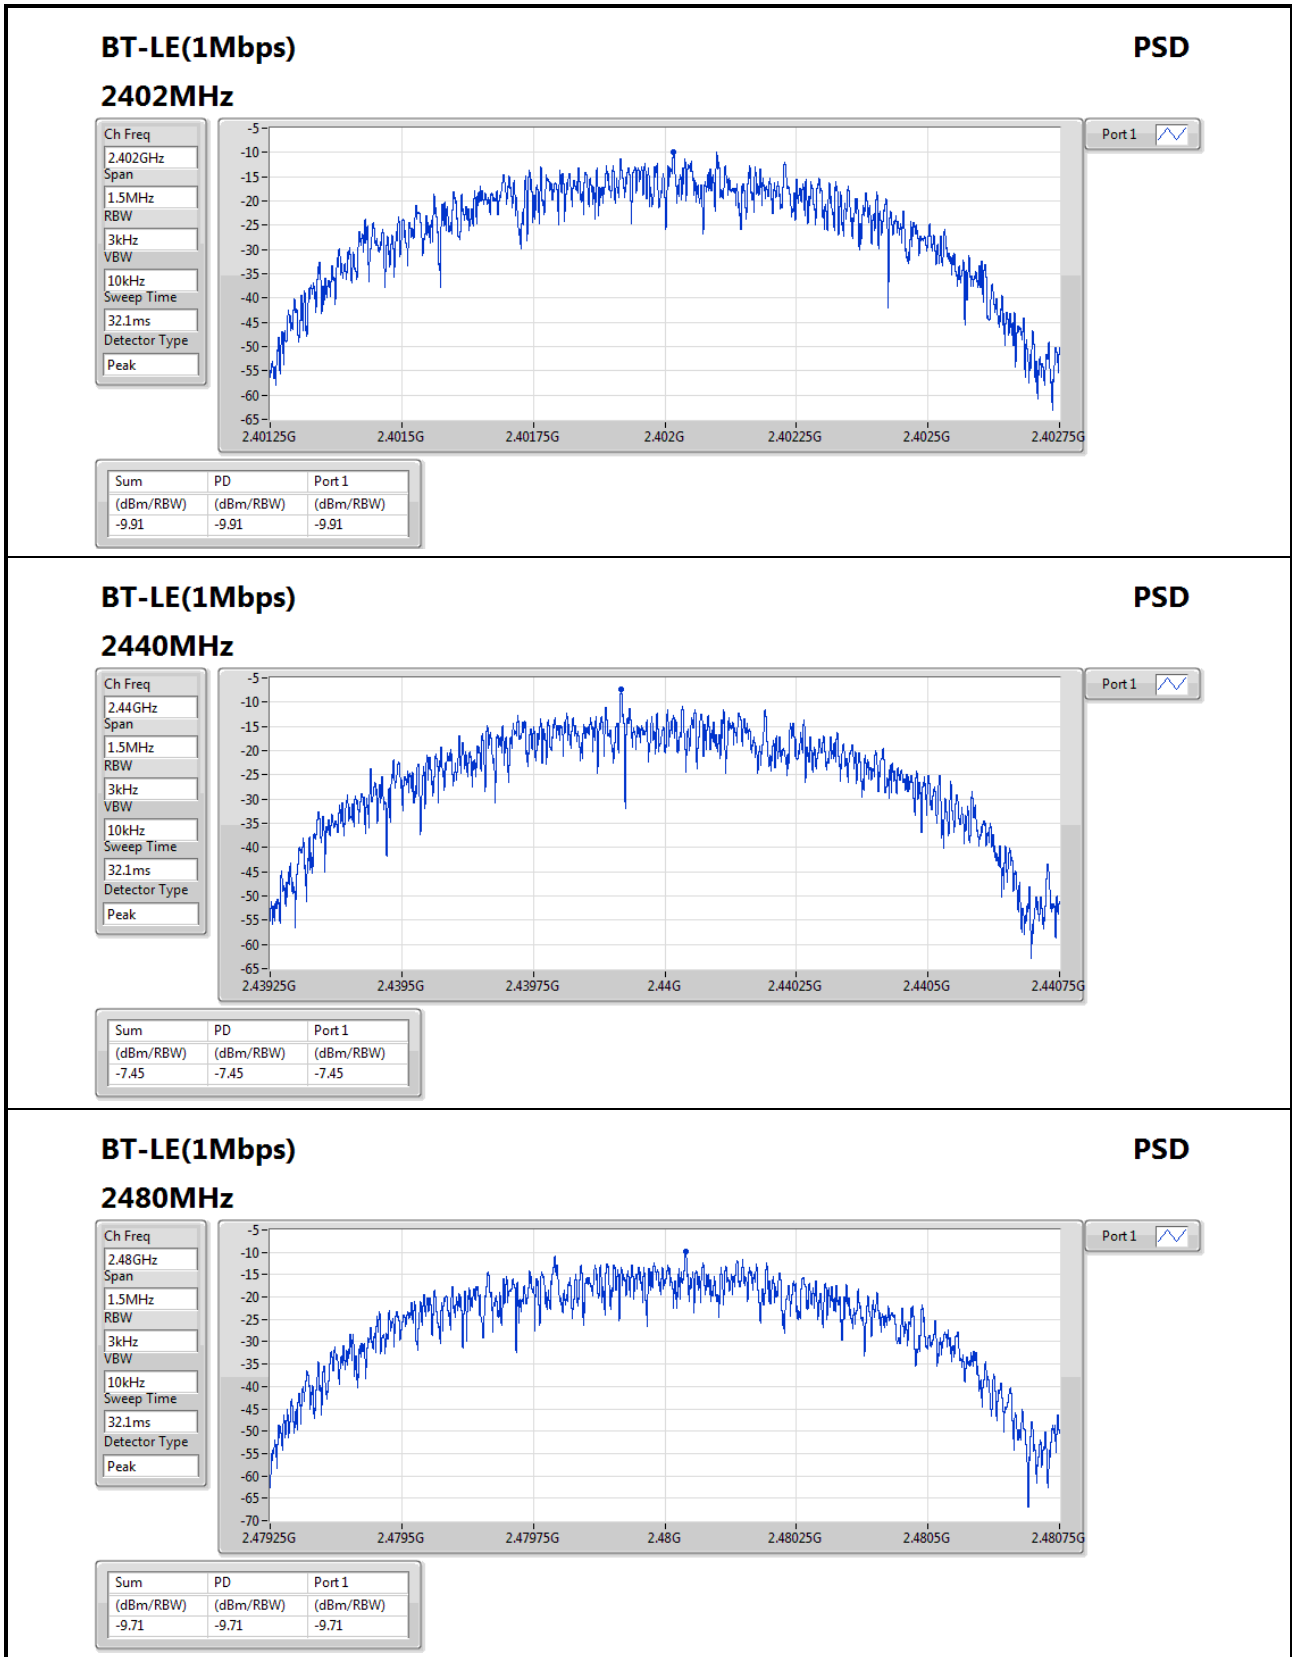 BT-LE(1Mbps) PSD
2402MHz
Ch Freq
2.402GHz
Span
1.5MHz
RBW
3kHz
VBW
10kHz
Sweep Time
32.1ms
Detector Type
Peak
-5
-10
-15
-20
-25
-30
-35
-40
-45
-50
-55
-60
-65
2.40125G 2.4015G 2.40175G 2.402G 2.40225G 2.4025G 2.40275G
Port 1
Sum PD Port 1
(dBm/RBW) (dBm/RBW) (dBm/RBW)
-9.91 -9.91 -9.91
BT-LE(1Mbps) PSD
2440MHz
Ch Freq
2.44GHz
Span
1.5MHz
RBW
3kHz
VBW
10kHz
Sweep Time
32.1ms
Detector Type
Peak
-5
-10
-15
-20
-25
-30
-35
-40
-45
-50
-55
-60
-65
2.43925G 2.4395G 2.43975G 2.44G 2.44025G 2.4405G 2.44075G
Port 1
Sum PD Port 1
(dBm/RBW) (dBm/RBW) (dBm/RBW)
-7.45 -7.45 -7.45
BT-LE(1Mbps) PSD
2480MHz
Ch Freq
2.48GHz
Span
1.5MHz
RBW
3kHz
VBW
10kHz
Sweep Time
32.1ms
Detector Type
Peak
-5
-10
-15
-20
-25
-30
-35
-40
-45
-50
-55
-60
-65
-70
2.47925G 2.4795G 2.47975G 2.48G 2.48025G 2.4805G 2.48075G
Port 1
Sum PD Port 1
(dBm/RBW) (dBm/RBW) (dBm/RBW)
-9.71 -9.71 -9.71